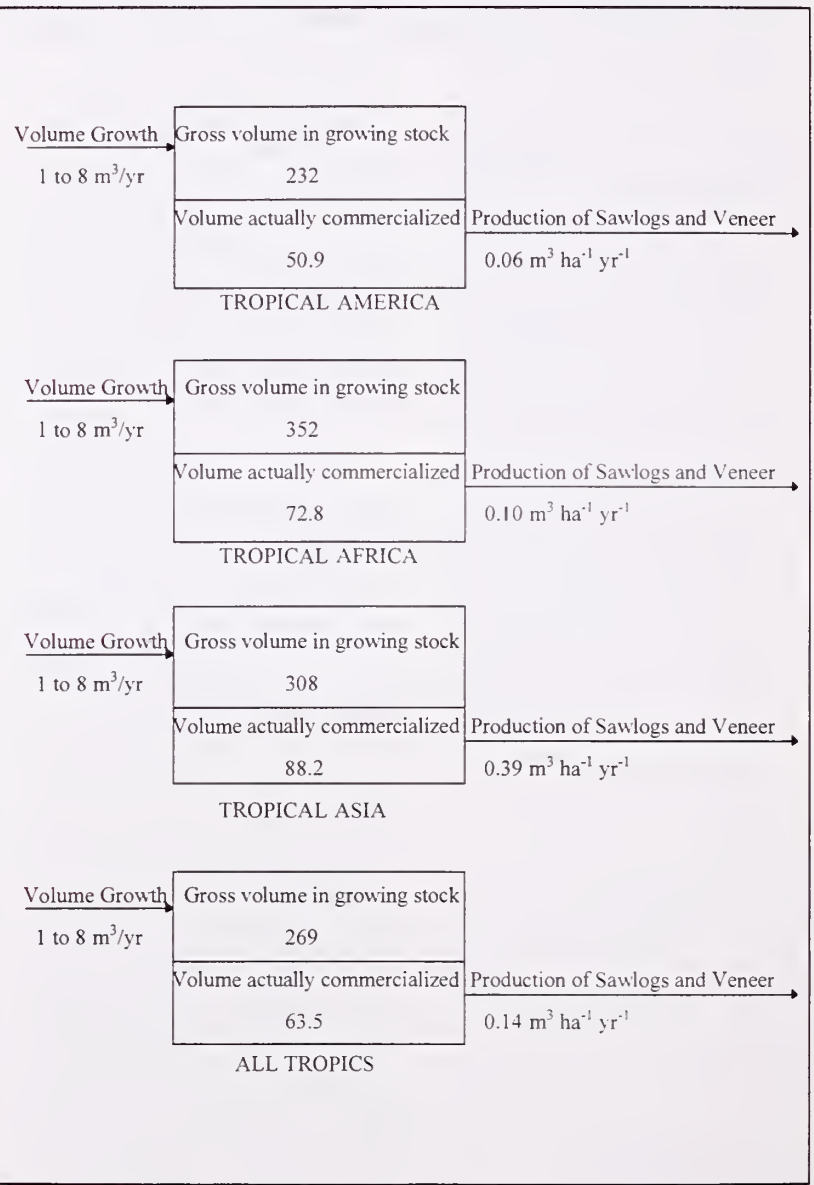 Volume Growth Gross volume in growing stock
1 to 8 m³/yr 232
Volume actually commercialized Production of Sawlogs and Veneer
50.9 0.06 m³ ha⁻¹ yr⁻¹
TROPICAL AMERICA
Volume Growth Gross volume in growing stock
1 to 8 m³/yr 352
Volume actually commercialized Production of Sawlogs and Veneer
72.8 0.10 m³ ha⁻¹ yr⁻¹
TROPICAL AFRICA
Volume Growth Gross volume in growing stock
1 to 8 m³/yr 308
Volume actually commercialized Production of Sawlogs and Veneer
88.2 0.39 m³ ha⁻¹ yr⁻¹
TROPICAL ASIA
Volume Growth Gross volume in growing stock
1 to 8 m³/yr 269
Volume actually commercialized Production of Sawlogs and Veneer
63.5 0.14 m³ ha⁻¹ yr⁻¹
ALL TROPICS